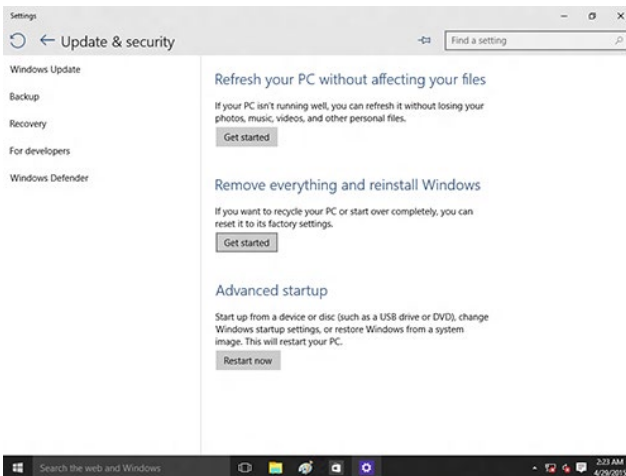 Settings
Update & security
Find a setting
Windows Update
Backup
Recovery
For developers
Windows Defender
Refresh your PC without affecting your files
If your PC isn't running well, you can refresh it without losing your
photos, music, videos, and other personal files.
Get started
Remove everything and reinstall Windows
If you want to recycle your PC or start over completely, you can
reset it to its factory settings.
Get started
Advanced startup
Start up from a device or disc (such as a USB drive or DVD), change
Windows startup settings, or restore Windows from a system
image. This will restart your PC.
Restart now
Search the web and Windows
2:23 AM
4/29/2015